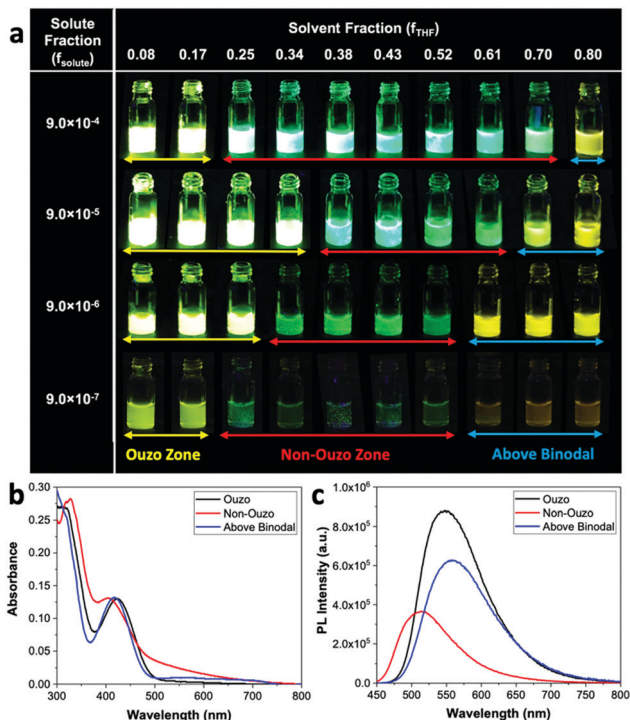 a
Solute Fraction (f_solute)
Solvent Fraction (f_THF)
0.08 0.17 0.25 0.34 0.38 0.43 0.52 0.61 0.70 0.80
9.0×10⁻⁴
9.0×10⁻⁵
9.0×10⁻⁶
9.0×10⁻⁷
Ouzo Zone Non-Ouzo Zone Above Binodal
b
0.30
0.25
0.20
0.15
0.10
0.05
0.00
Absorbance
Ouzo
Non-Ouzo
Above Binodal
300 400 500 600 700 800
Wavelength (nm)
c
1.0x10⁶
8.0x10⁵
6.0x10⁵
4.0x10⁵
2.0x10⁵
0.0
PL Intensity (a.u.)
Ouzo
Non-Ouzo
Above Binodal
450 500 550 600 650 700 750 800
Wavelength (nm)